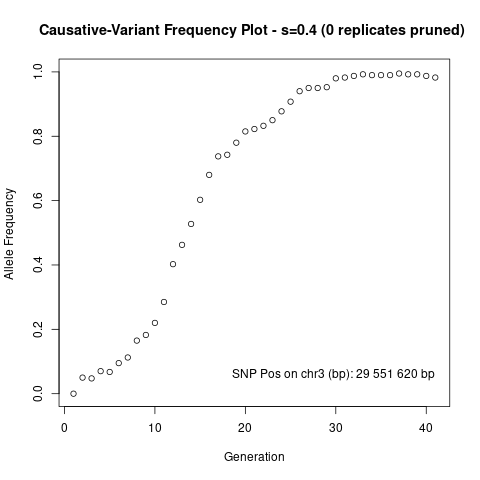 Causative-Variant Frequency Plot - s=0.4 (0 replicates pruned)
Allele Frequency
1.0
0.8
0.6
0.4
0.2
0.0
SNP Pos on chr3 (bp): 29 551 620 bp
0 10 20 30 40
Generation